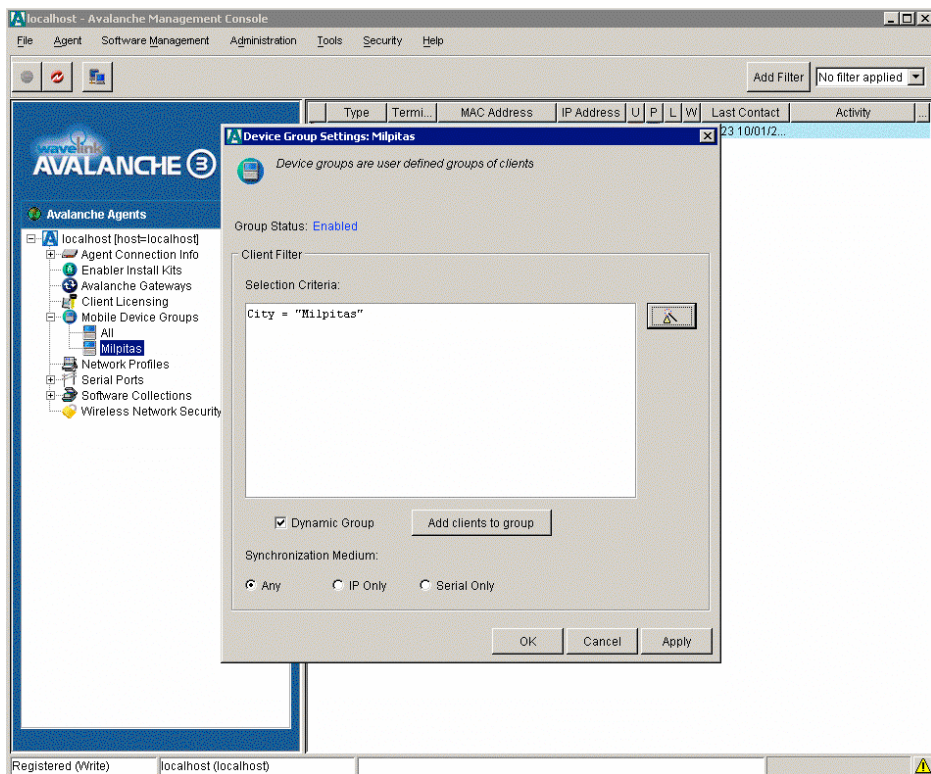 localhost - Avalanche Management Console
File Agent Software Management Administration Tools Security Help
Add Filter No filter applied
Type Termi... MAC Address IP Address U P L W Last Contact Activity ...
23 10/01/2...
wavelink
AVALANCHE 3
Avalanche Agents
localhost [host=localhost]
Agent Connection Info
Enabler Install Kits
Avalanche Gateways
Client Licensing
Mobile Device Groups
All
Milpitas
Network Profiles
Serial Ports
Software Collections
Wireless Network Security
Device Group Settings: Milpitas
Device groups are user defined groups of clients
Group Status: Enabled
Client Filter
Selection Criteria:
City = "Milpitas"
Dynamic Group Add clients to group
Synchronization Medium:
Any IP Only Serial Only
OK Cancel Apply
Registered (Write) localhost (localhost)